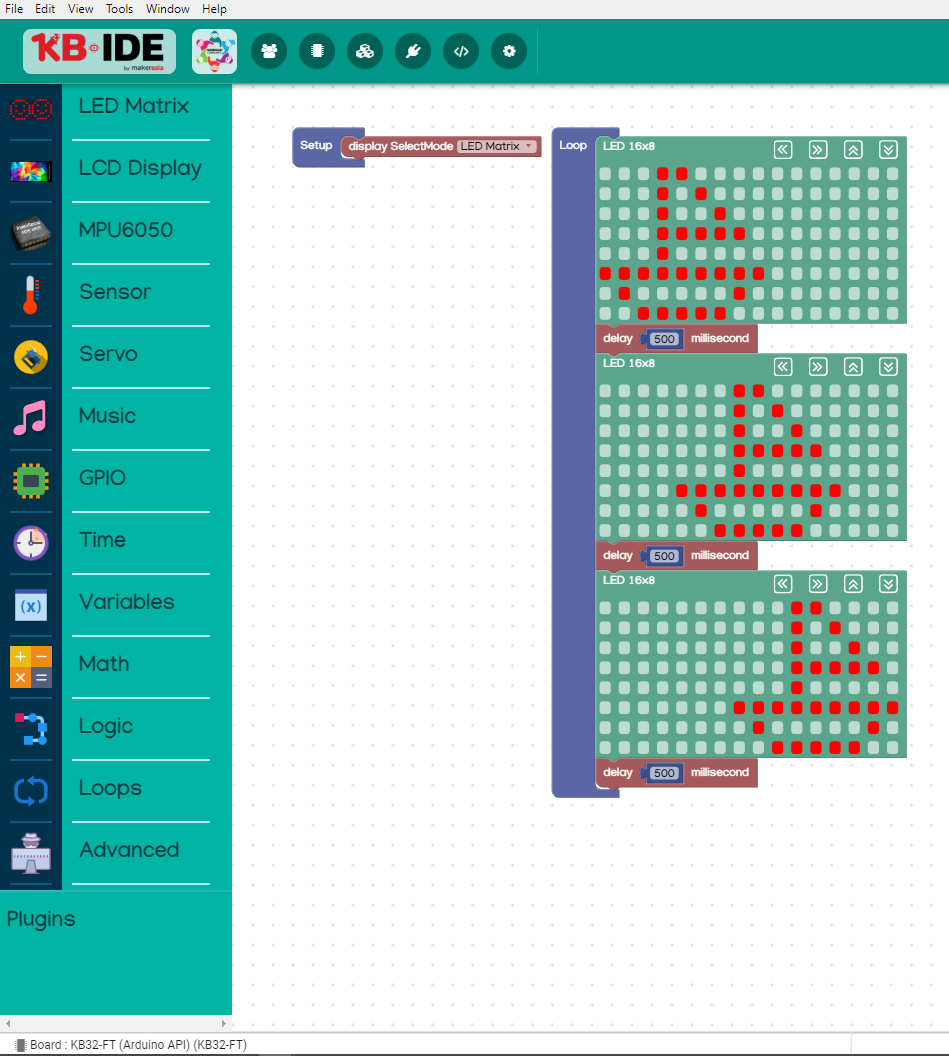 File Edit View Tools Window Help
KB IDE
by makerasia
LED Matrix
LCD Display
MPU6050
Sensor
Servo
Music
GPIO
Time
Variables
Math
Logic
Loops
Advanced
Plugins
Setup display SelectMode LED Matrix
Loop LED 16x8
delay 500 millisecond
LED 16x8
delay 500 millisecond
LED 16x8
delay 500 millisecond
Board : KB32-FT (Arduino API) (KB32-FT)